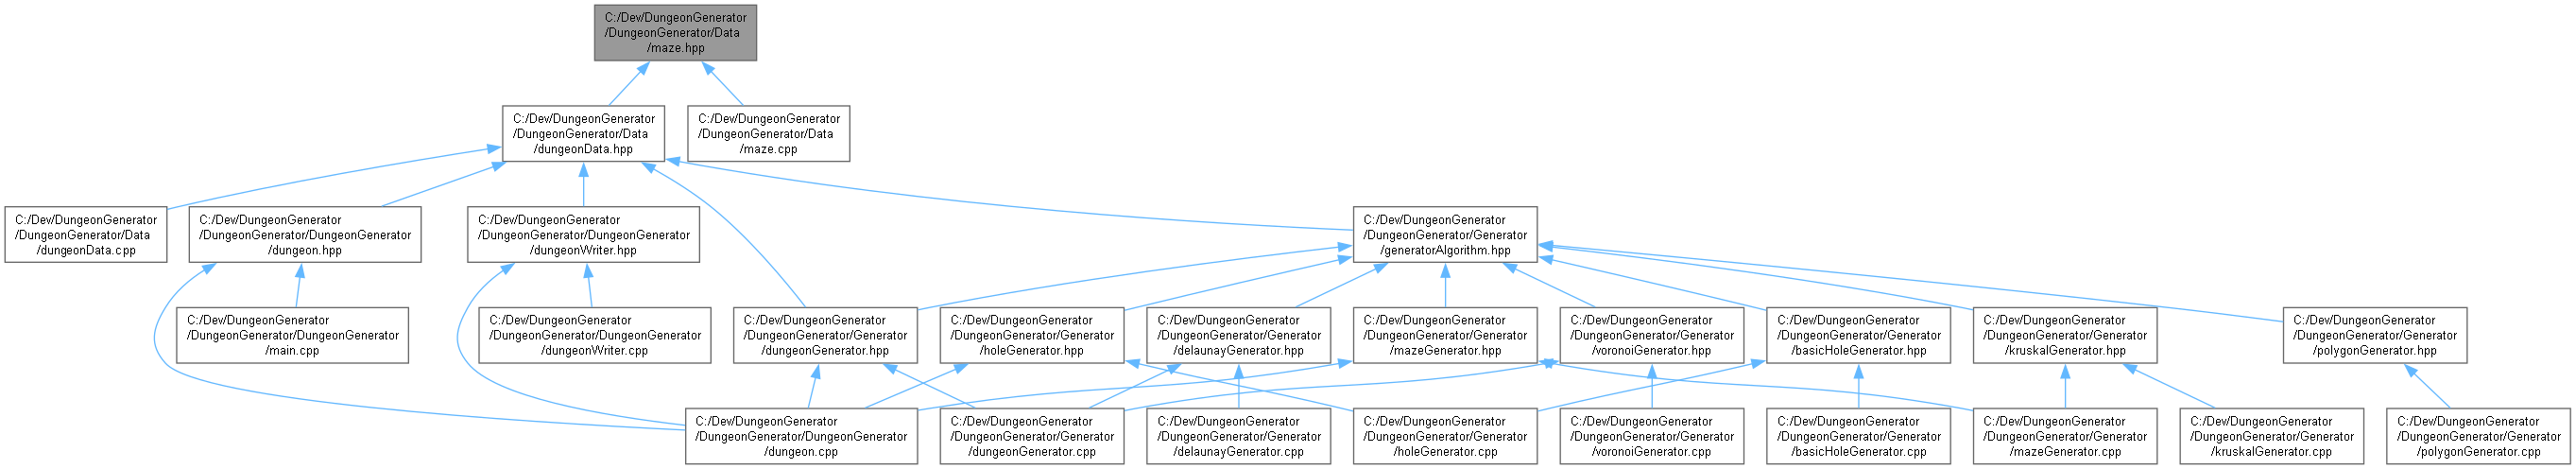 C:/Dev/DungeonGenerator
/DungeonGenerator/Data
/maze.hpp
C:/Dev/DungeonGenerator
/DungeonGenerator/Data
/dungeonData.hpp
C:/Dev/DungeonGenerator
/DungeonGenerator/Data
/maze.cpp
C:/Dev/DungeonGenerator
/DungeonGenerator/Data
/dungeonData.cpp
C:/Dev/DungeonGenerator
/DungeonGenerator/DungeonGenerator
/dungeon.hpp
C:/Dev/DungeonGenerator
/DungeonGenerator/DungeonGenerator
/dungeonWriter.hpp
C:/Dev/DungeonGenerator
/DungeonGenerator/Generator
/generatorAlgorithm.hpp
C:/Dev/DungeonGenerator
/DungeonGenerator/DungeonGenerator
/main.cpp
C:/Dev/DungeonGenerator
/DungeonGenerator/DungeonGenerator
/dungeonWriter.cpp
C:/Dev/DungeonGenerator
/DungeonGenerator/Generator
/dungeonGenerator.hpp
C:/Dev/DungeonGenerator
/DungeonGenerator/Generator
/holeGenerator.hpp
C:/Dev/DungeonGenerator
/DungeonGenerator/Generator
/delaunayGenerator.hpp
C:/Dev/DungeonGenerator
/DungeonGenerator/Generator
/mazeGenerator.hpp
C:/Dev/DungeonGenerator
/DungeonGenerator/Generator
/voronoiGenerator.hpp
C:/Dev/DungeonGenerator
/DungeonGenerator/Generator
/basicHoleGenerator.hpp
C:/Dev/DungeonGenerator
/DungeonGenerator/Generator
/kruskalGenerator.hpp
C:/Dev/DungeonGenerator
/DungeonGenerator/Generator
/polygonGenerator.hpp
C:/Dev/DungeonGenerator
/DungeonGenerator/DungeonGenerator
/dungeon.cpp
C:/Dev/DungeonGenerator
/DungeonGenerator/Generator
/dungeonGenerator.cpp
C:/Dev/DungeonGenerator
/DungeonGenerator/Generator
/delaunayGenerator.cpp
C:/Dev/DungeonGenerator
/DungeonGenerator/Generator
/holeGenerator.cpp
C:/Dev/DungeonGenerator
/DungeonGenerator/Generator
/voronoiGenerator.cpp
C:/Dev/DungeonGenerator
/DungeonGenerator/Generator
/basicHoleGenerator.cpp
C:/Dev/DungeonGenerator
/DungeonGenerator/Generator
/mazeGenerator.cpp
C:/Dev/DungeonGenerator
/DungeonGenerator/Generator
/kruskalGenerator.cpp
C:/Dev/DungeonGenerator
/DungeonGenerator/Generator
/polygonGenerator.cpp